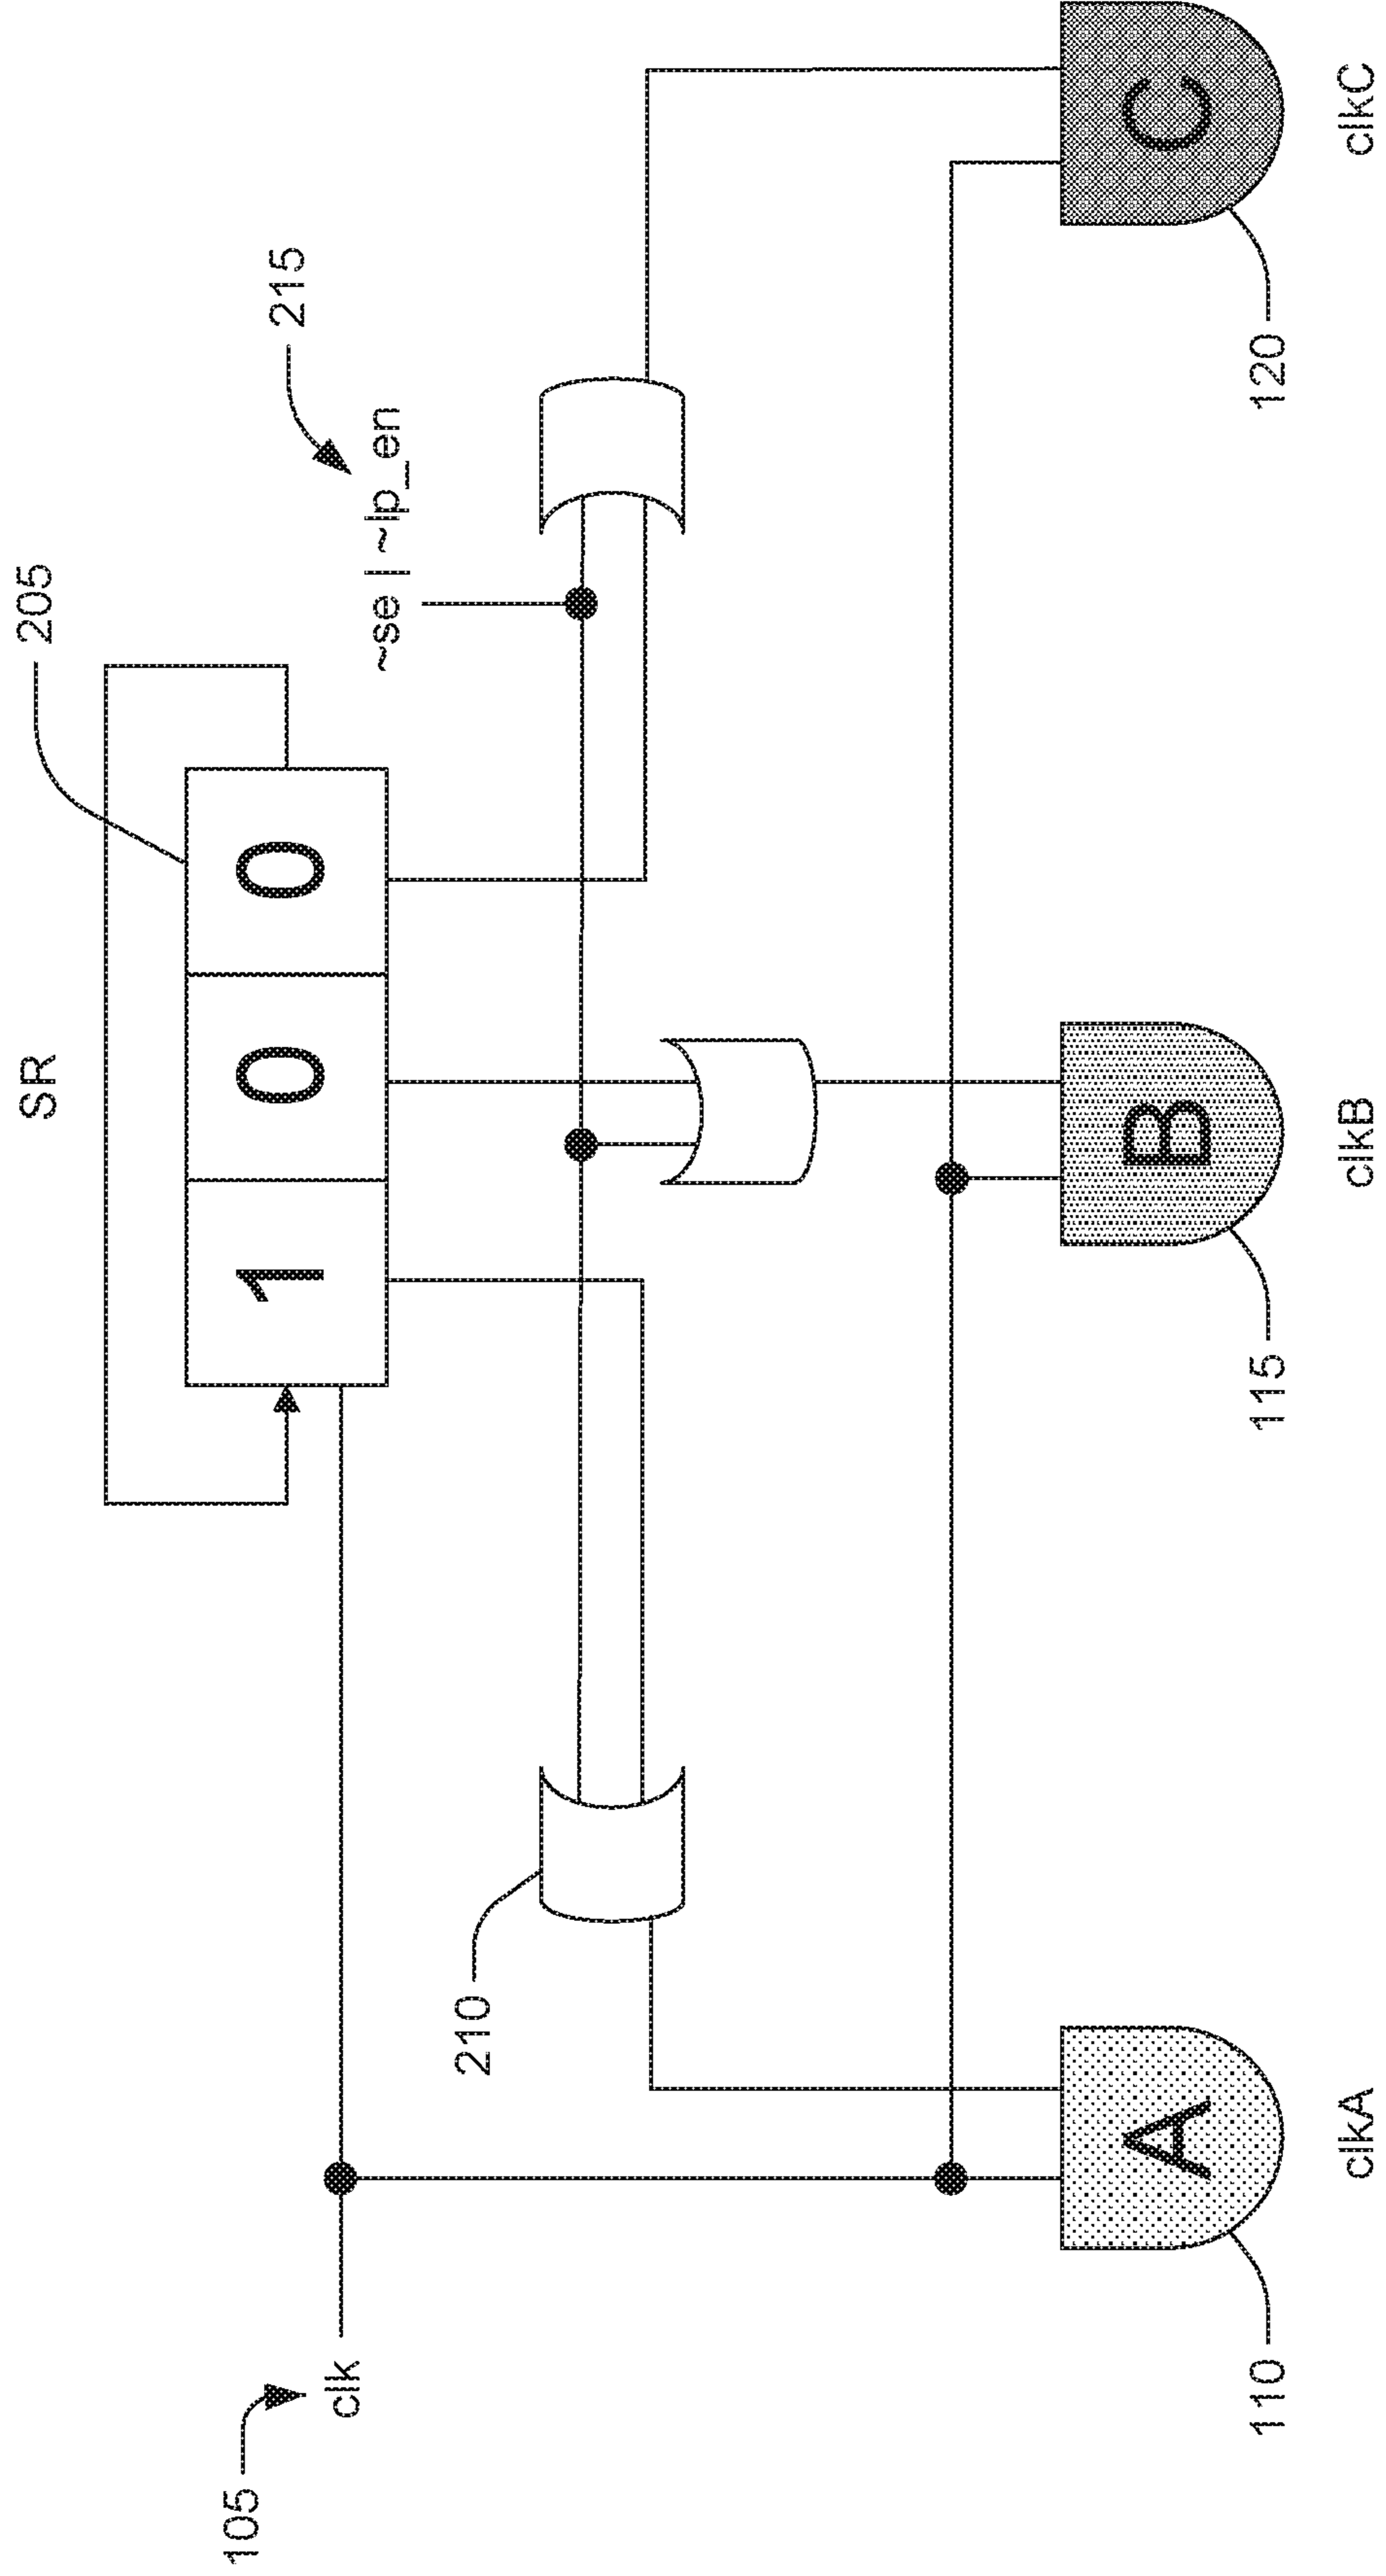 SR
205
1 0 0
215
~se | ~lp_en
105
clk
210
A
B
C
110
115
120
clkA
clkB
clkC